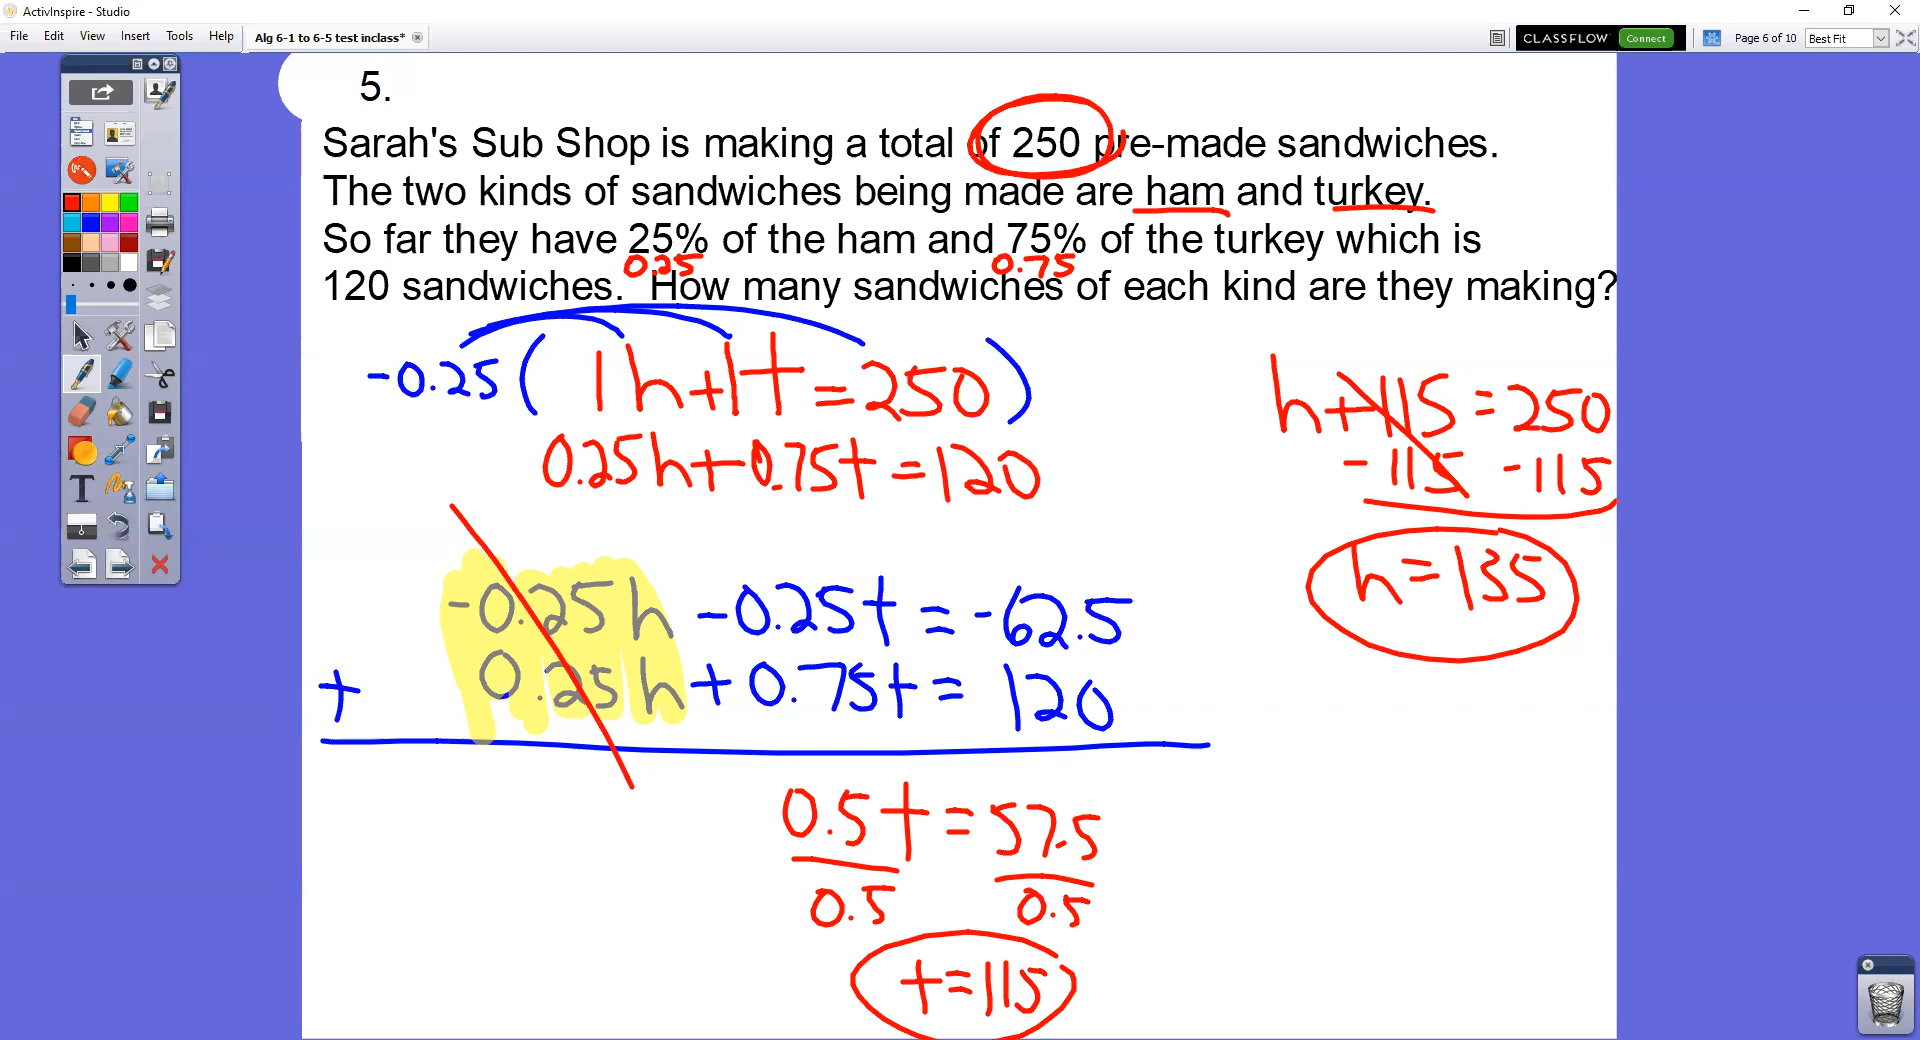 ActivInspire - Studio
File Edit View Insert Tools Help Alg 6-1 to 6-5 test inclass* CLASSFLOW Connect Page 6 of 10 Best Fit
5.
Sarah's Sub Shop is making a total of 250 pre-made sandwiches.
The two kinds of sandwiches being made are ham and turkey.
So far they have 25% of the ham and 75% of the turkey which is
0.25 0.75
120 sandwiches. How many sandwiches of each kind are they making?
-0.25 ( 1h+1t=250 )
0.25h+0.75t=120
-0.25h -0.25t=-62.5
+ 0.25h+0.75t= 120
0.5t=57.5
0.5 0.5
t=115
h+115=250
-115 -115
h=135
T